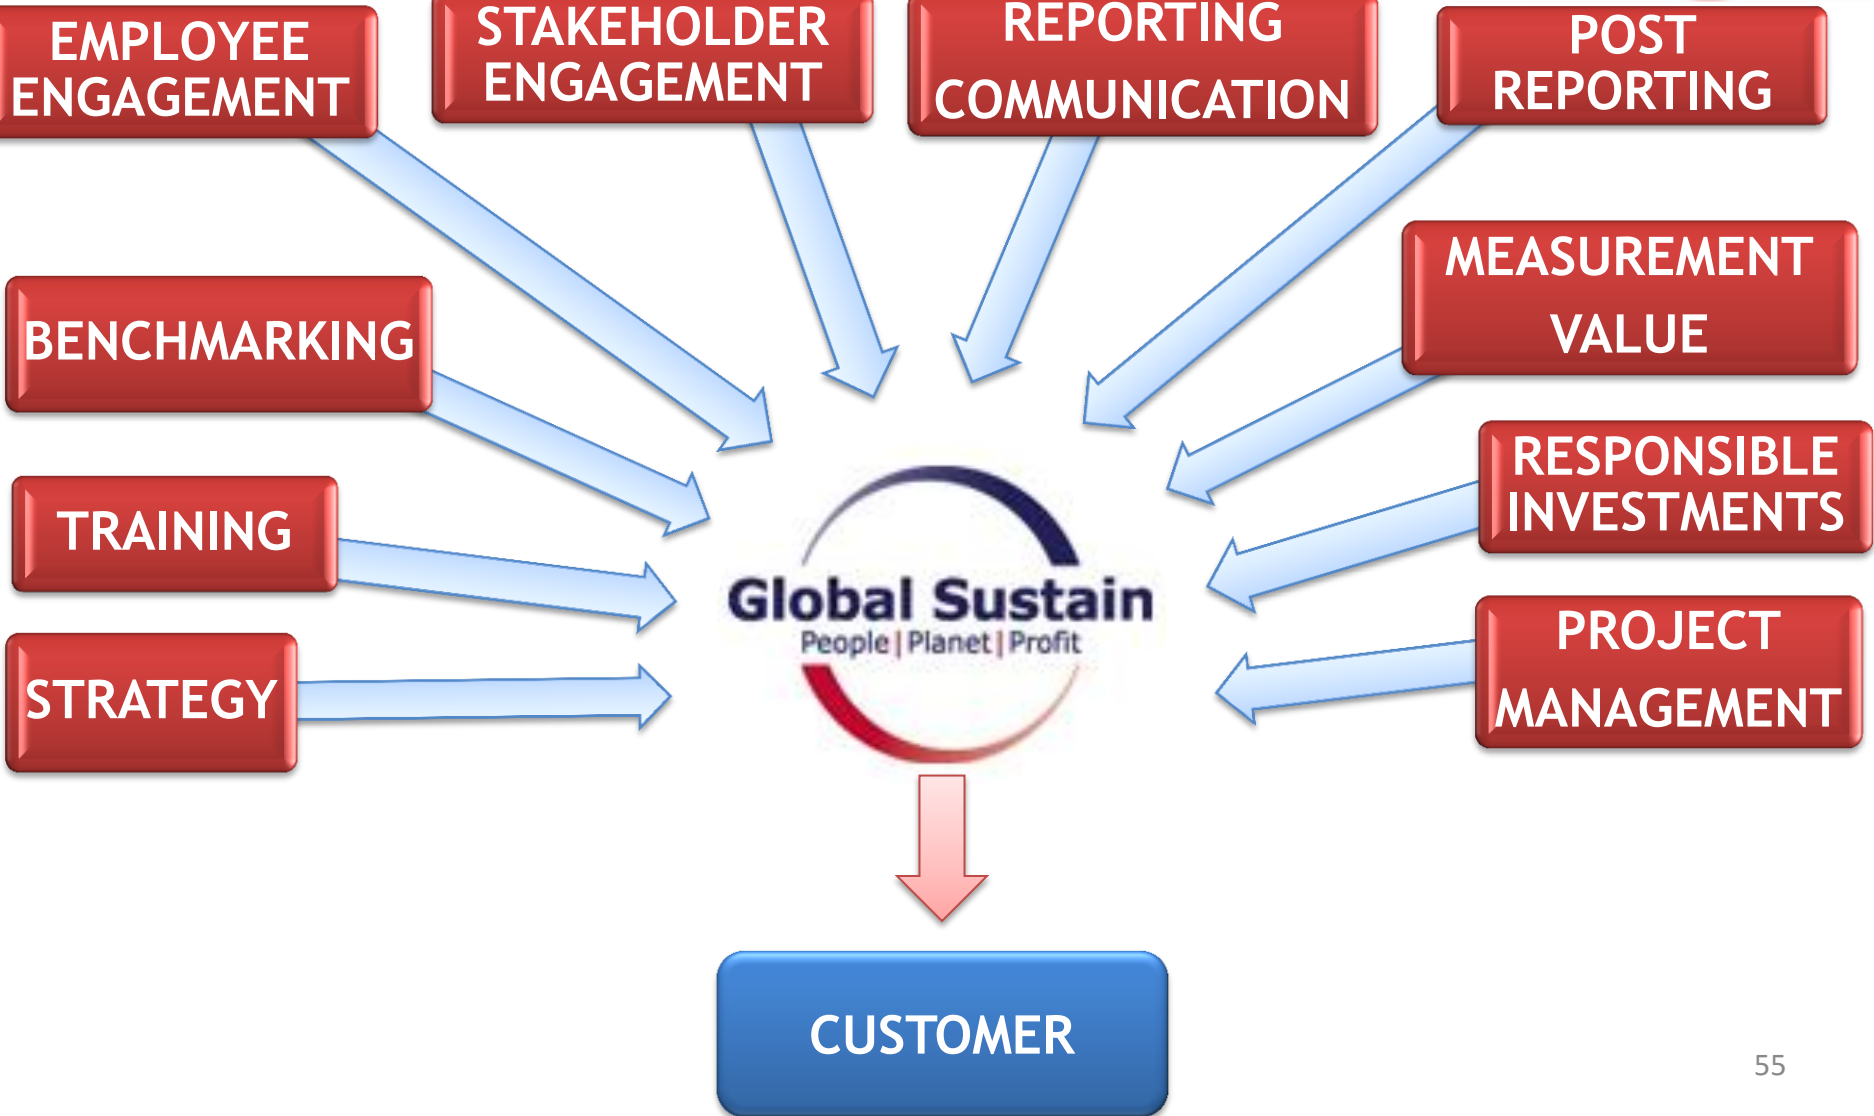 EMPLOYEE
ENGAGEMENT
STAKEHOLDER
ENGAGEMENT
REPORTING
COMMUNICATION
POST
REPORTING
BENCHMARKING
MEASUREMENT
VALUE
TRAINING
RESPONSIBLE
INVESTMENTS
STRATEGY
PROJECT
MANAGEMENT
Global Sustain
People|Planet|Profit
CUSTOMER
55